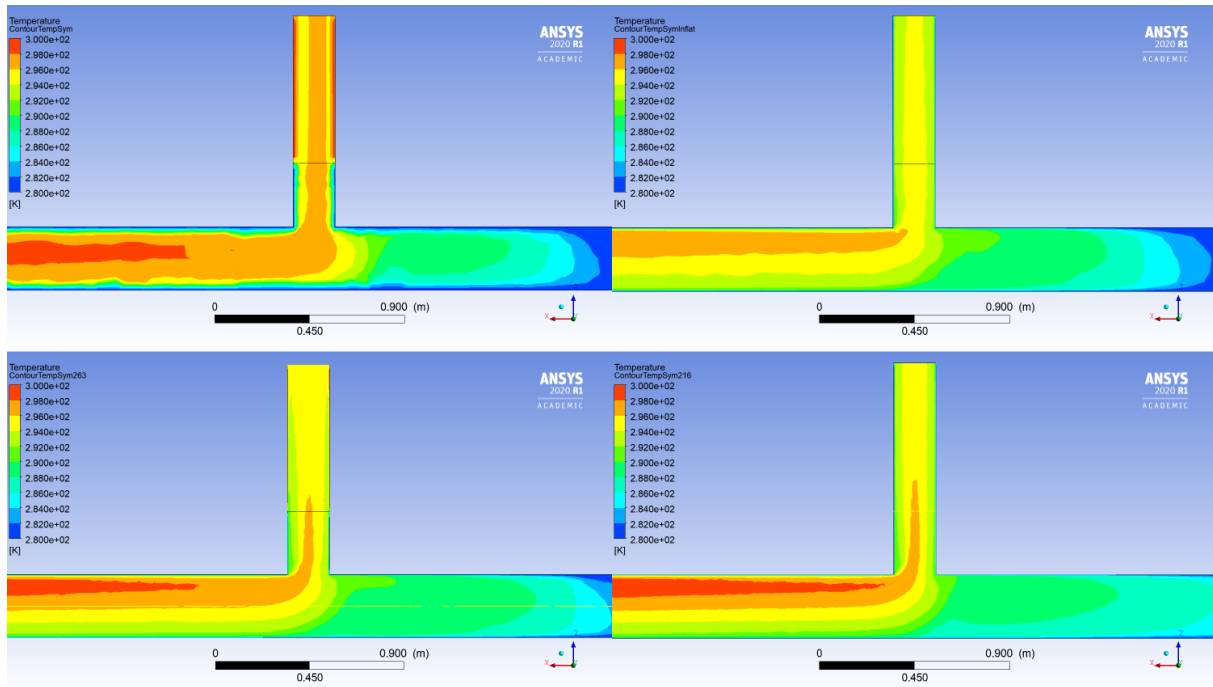 Temperature
ContourTempSym
3.000e+02
2.980e+02
2.960e+02
2.940e+02
2.920e+02
2.900e+02
2.880e+02
2.860e+02
2.840e+02
2.820e+02
2.800e+02
[K]
ANSYS
2020 R1
ACADEMIC
0
0.900 (m)
0.450
Z
X
Y
Temperature
ContourTempSymInflat
3.000e+02
2.980e+02
2.960e+02
2.940e+02
2.920e+02
2.900e+02
2.880e+02
2.860e+02
2.840e+02
2.820e+02
2.800e+02
[K]
ANSYS
2020 R1
ACADEMIC
0
0.900 (m)
0.450
Z
X
Y
Temperature
ContourTempSym263
3.000e+02
2.980e+02
2.960e+02
2.940e+02
2.920e+02
2.900e+02
2.880e+02
2.860e+02
2.840e+02
2.820e+02
2.800e+02
[K]
ANSYS
2020 R1
ACADEMIC
0
0.900 (m)
0.450
Z
X
Y
Temperature
ContourTempSym216
3.000e+02
2.980e+02
2.960e+02
2.940e+02
2.920e+02
2.900e+02
2.880e+02
2.860e+02
2.840e+02
2.820e+02
2.800e+02
[K]
ANSYS
2020 R1
ACADEMIC
0
0.900 (m)
0.450
Z
X
Y